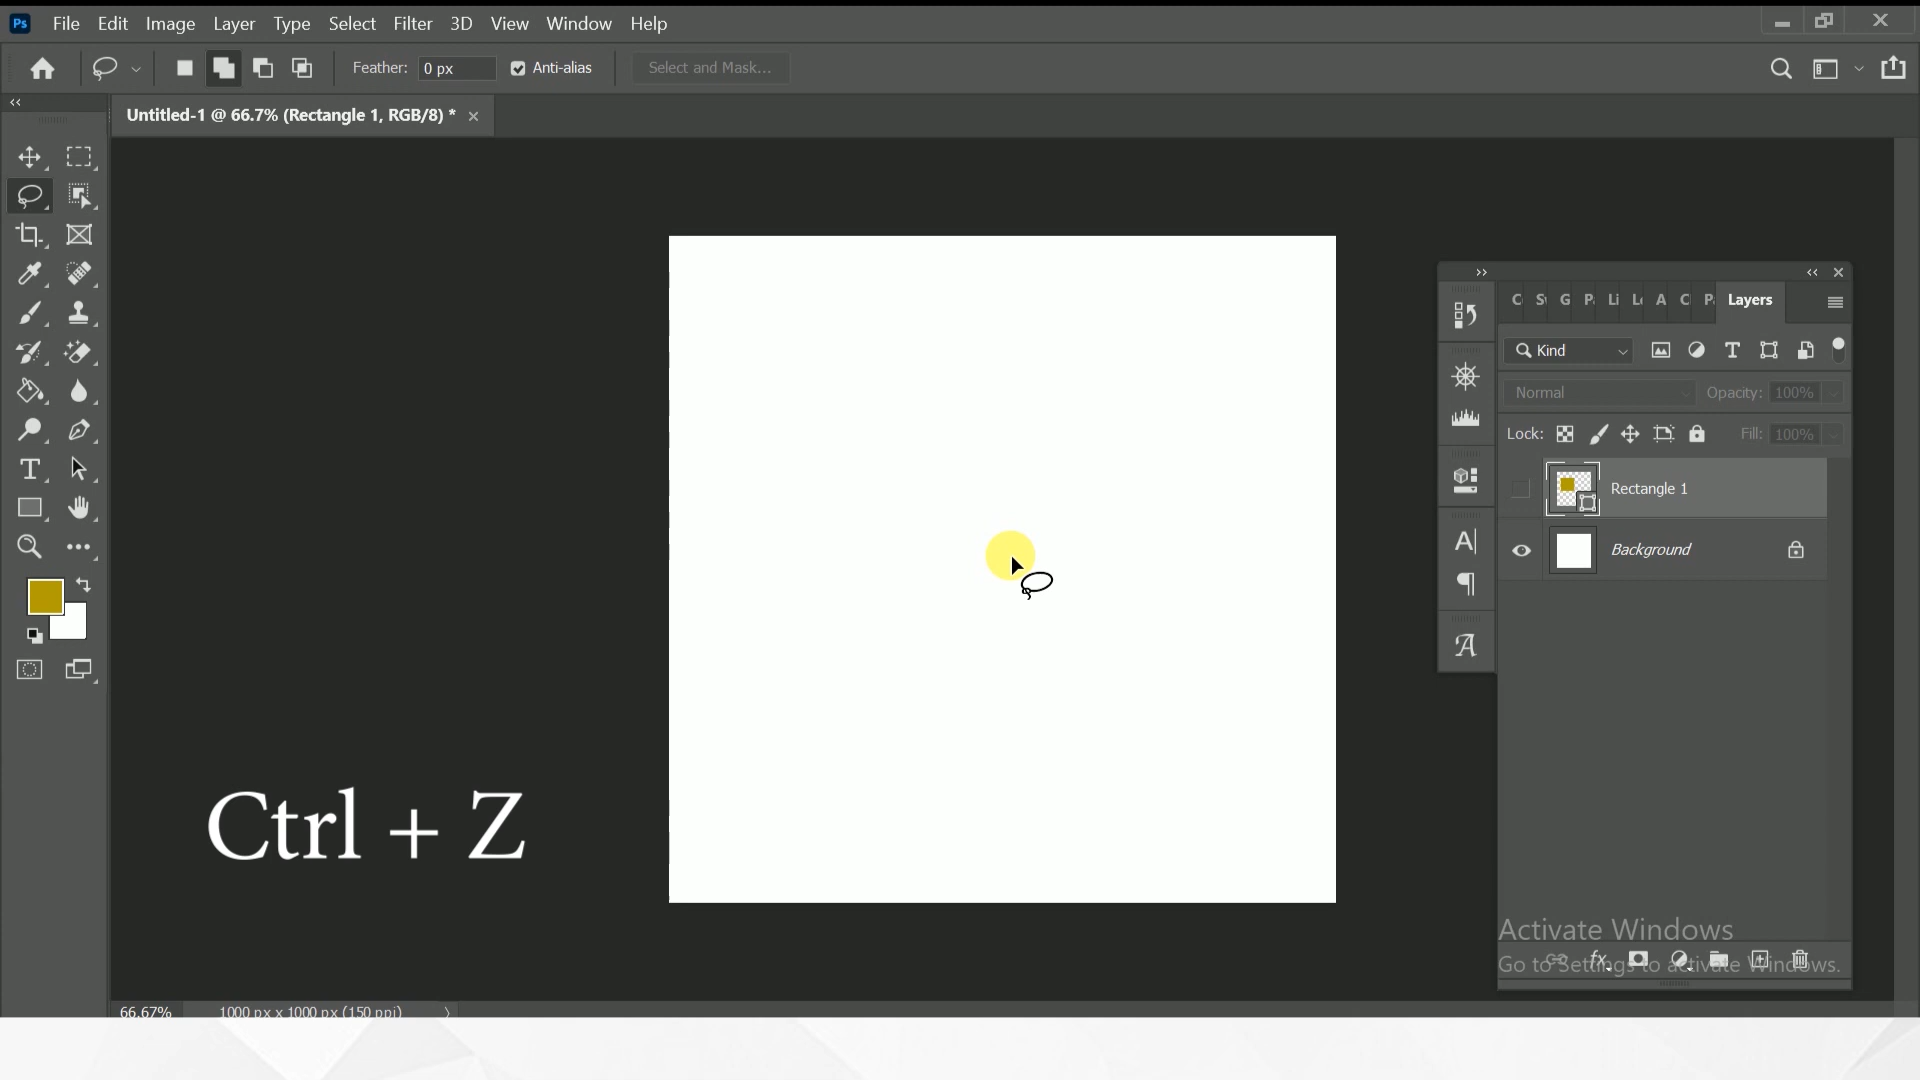 Ps File Edit Image Layer Type Select Filter 3D View Window Help
Feather: 0 px Anti-alias Select and Mask...
Untitled-1 @ 66.7% (Rectangle 1, RGB/8) *
Layers
Kind
Normal Opacity: 100%
Lock: Fill: 100%
Rectangle 1
Background
Ctrl + Z
Activate Windows
Go to Settings to activate Windows.
66.67% 1000 px x 1000 px (150 ppi)